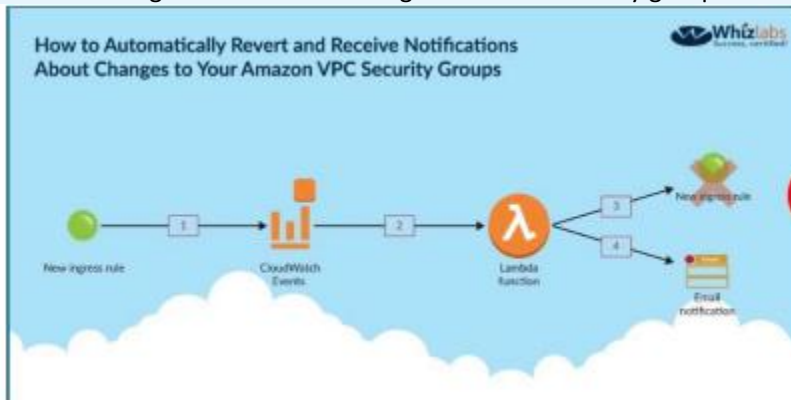 How to Automatically Revert and Receive Notifications
About Changes to Your Amazon VPC Security Groups
Whizlabs
1
2
3
4
New ingress rule
CloudWatch
Events
Lambda
function
New ingress rule
Email
notification